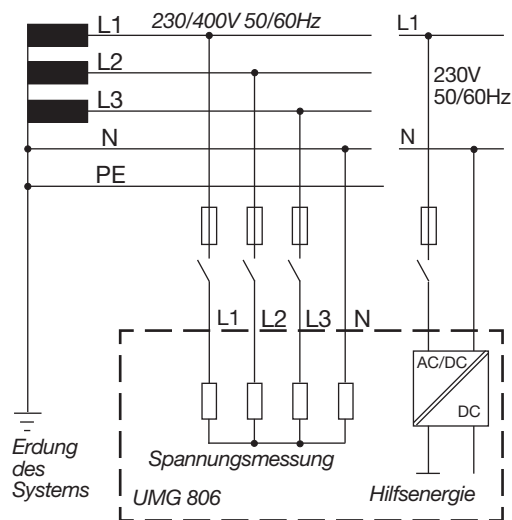 L1
230/400V 50/60Hz
L1
L2
230V
50/60Hz
L3
N
N
PE
L1
L2
L3
N
AC/DC
DC
Erdung
des
Systems
Spannungsmessung
UMG 806
Hilfsenergie